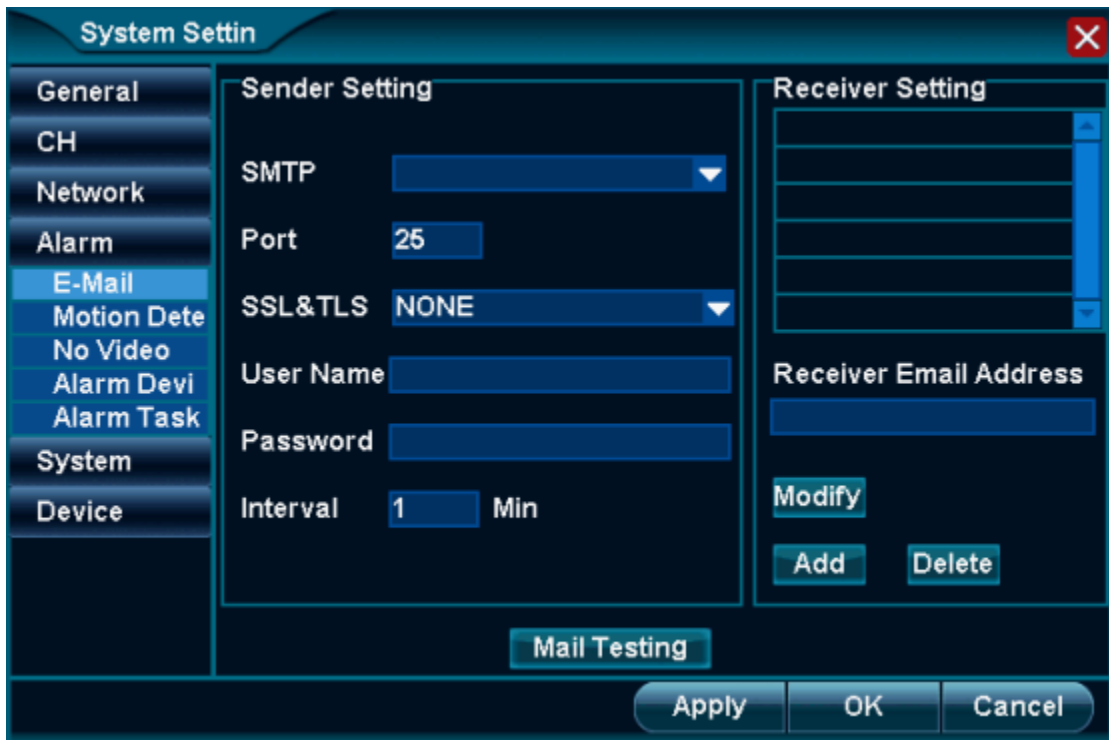 System Settin
General
CH
Network
Alarm
E-Mail
Motion Dete
No Video
Alarm Devi
Alarm Task
System
Device
Sender Setting
SMTP
Port 25
SSL&TLS NONE
User Name
Password
Interval 1 Min
Receiver Setting
Receiver Email Address
Modify
Add Delete
Mail Testing
Apply OK Cancel